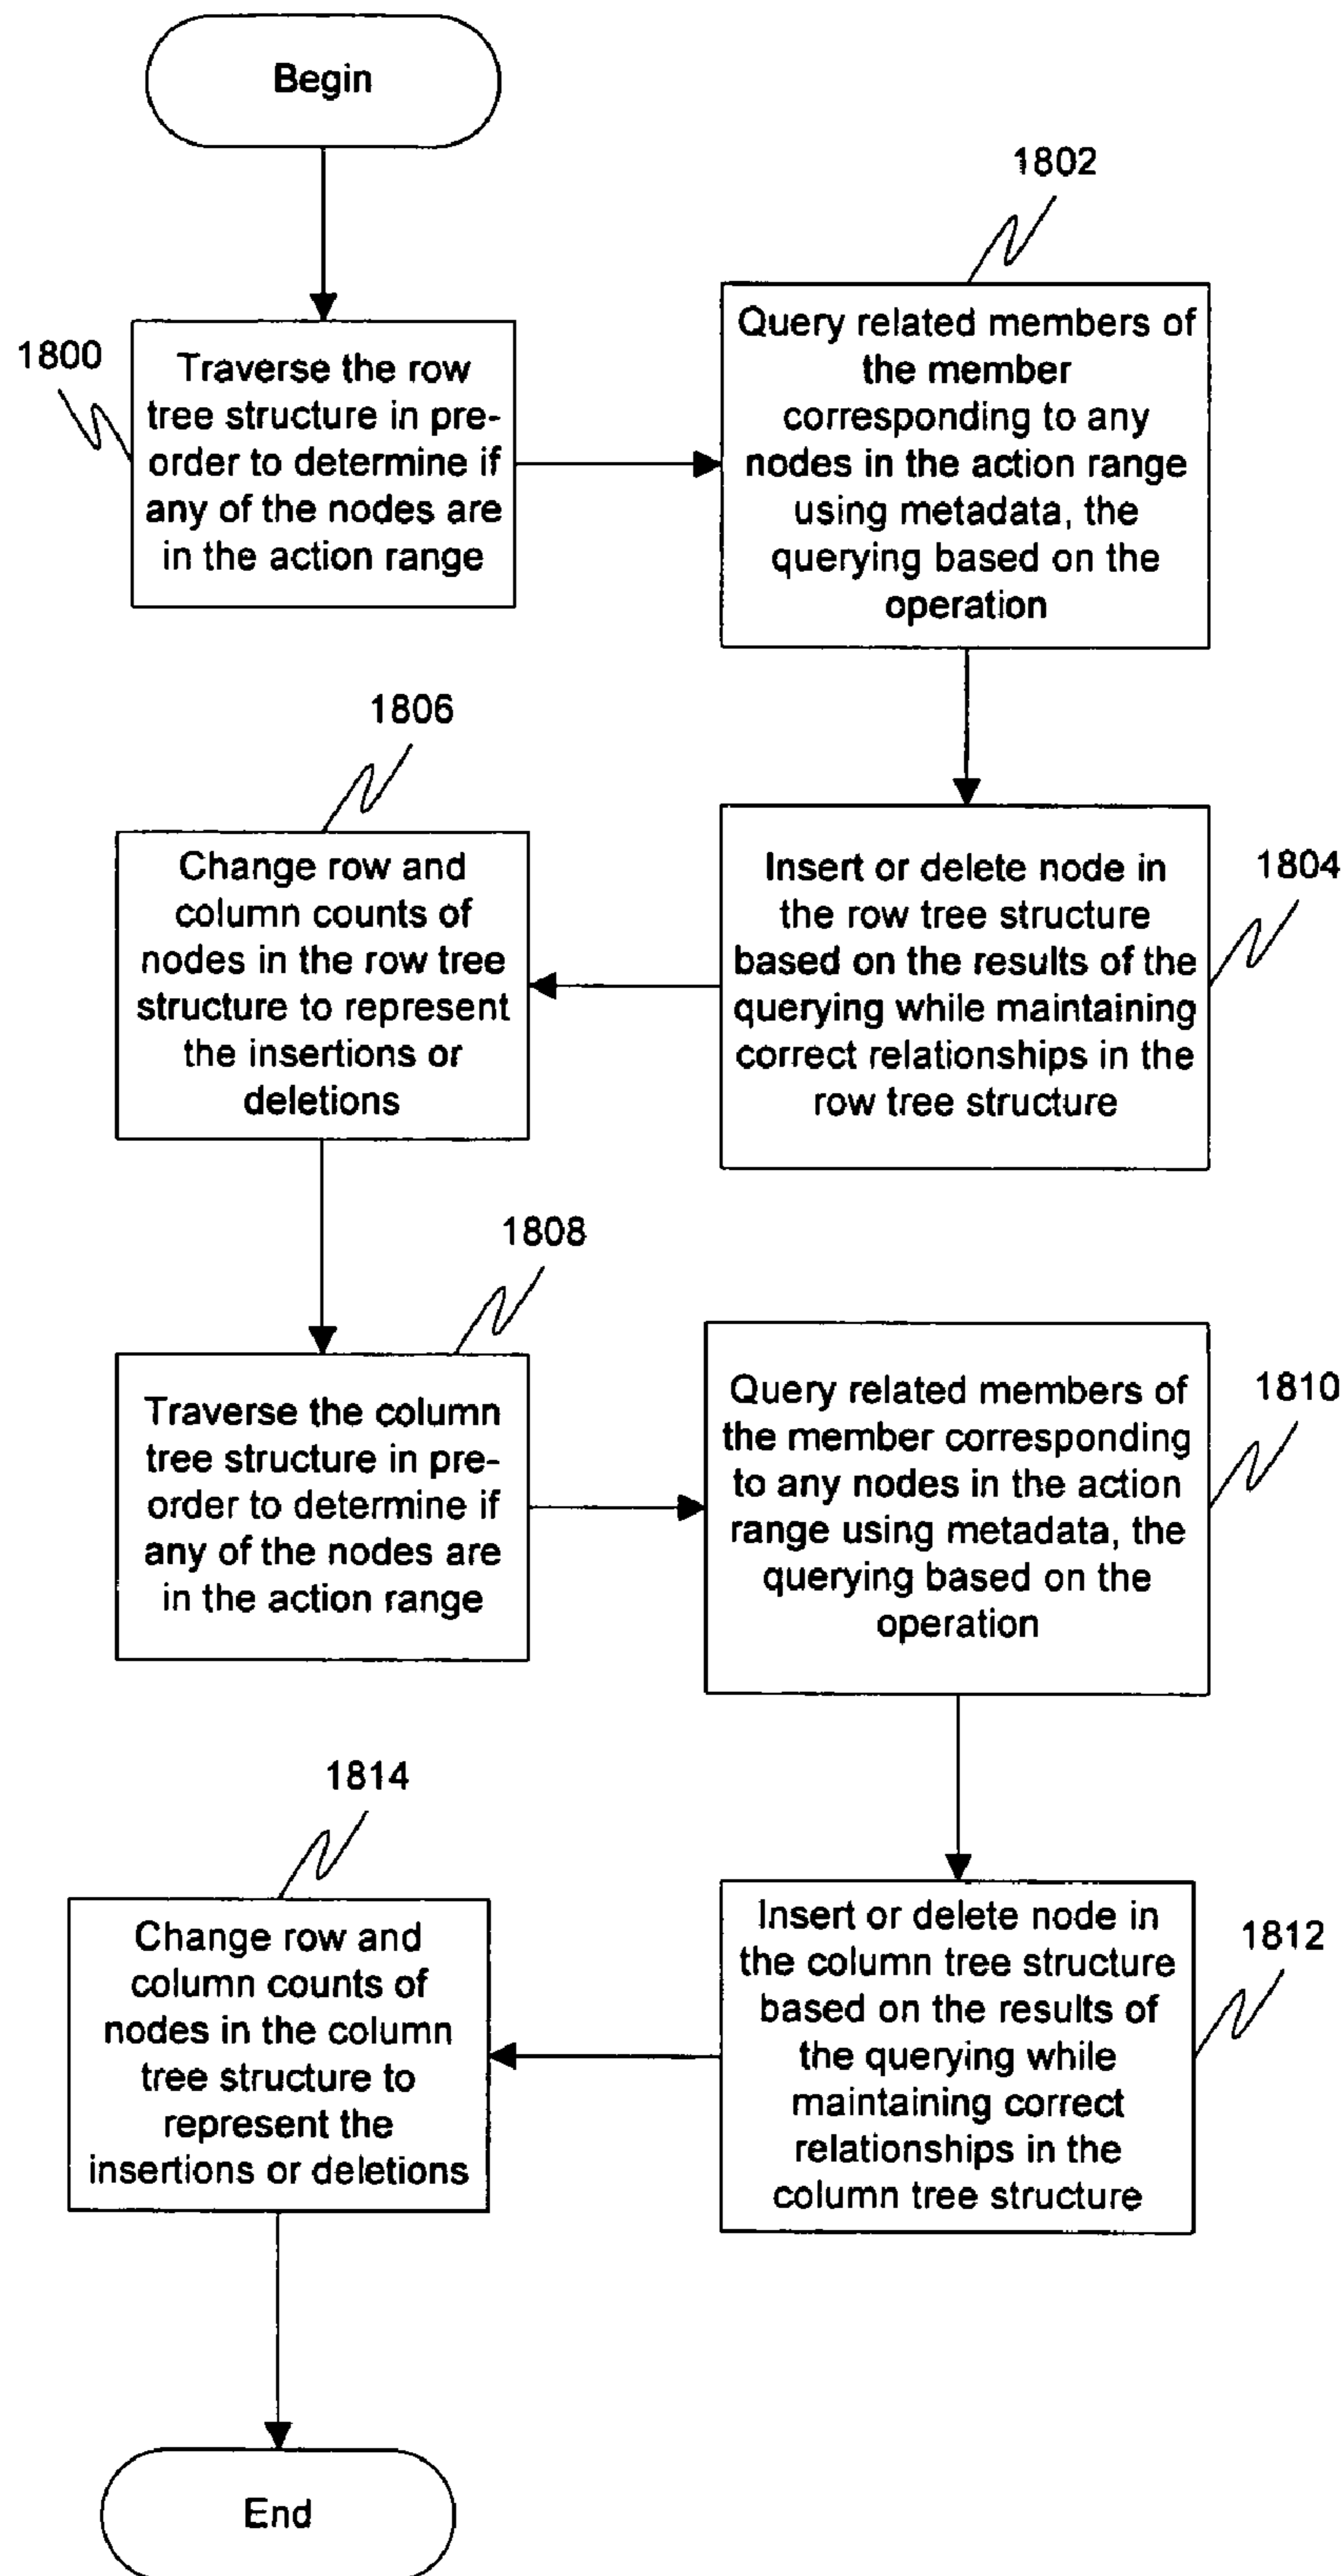 Begin
1800
Traverse the row
tree structure in pre-
order to determine if
any of the nodes are
in the action range
1802
Query related members of
the member
corresponding to any
nodes in the action range
using metadata, the
querying based on the
operation
1804
Insert or delete node in
the row tree structure
based on the results of the
querying while maintaining
correct relationships in the
row tree structure
1806
Change row and
column counts of
nodes in the row tree
structure to represent
the insertions or
deletions
1808
Traverse the column
tree structure in pre-
order to determine if
any of the nodes are
in the action range
1810
Query related members of
the member corresponding
to any nodes in the action
range using metadata, the
querying based on the
operation
1812
Insert or delete node in
the column tree structure
based on the results of
the querying while
maintaining correct
relationships in the
column tree structure
1814
Change row and
column counts of
nodes in the column
tree structure to
represent the
insertions or deletions
End